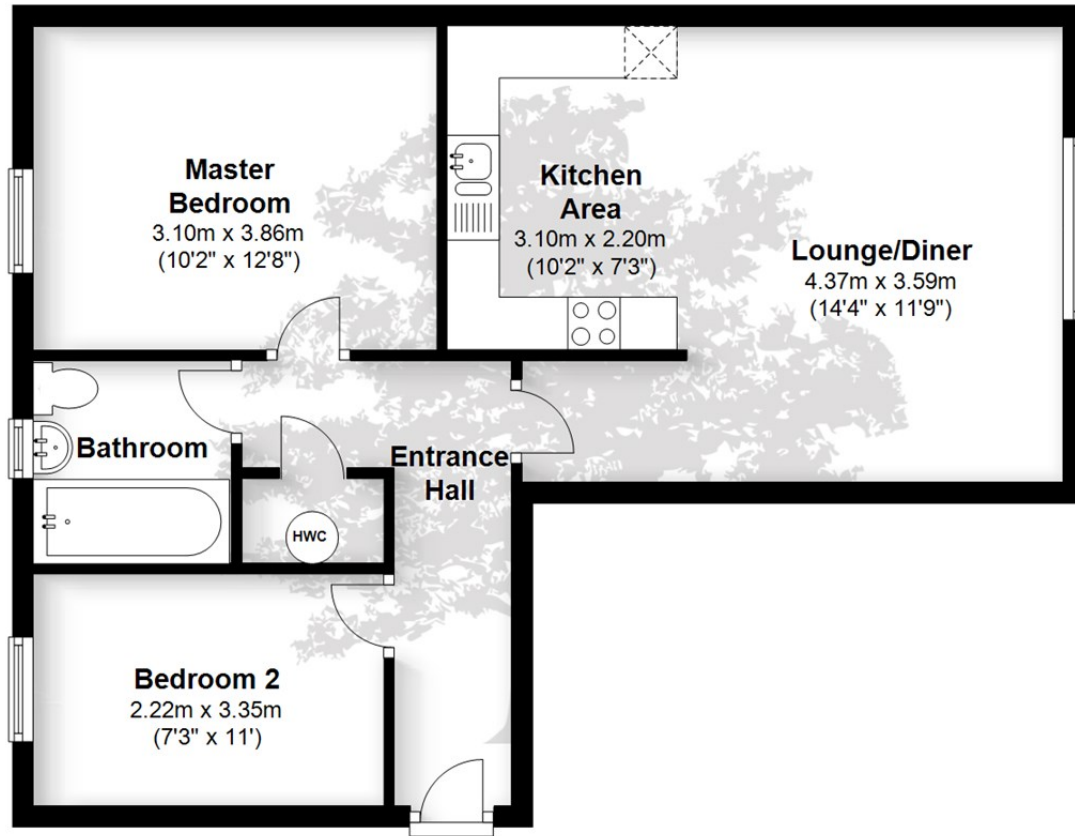 Master
Bedroom
3.10m x 3.86m
(10'2" x 12'8")
Kitchen
Area
3.10m x 2.20m
(10'2" x 7'3")
Lounge/Diner
4.37m x 3.59m
(14'4" x 11'9")
Bathroom
Entrance
Hall
HWC
Bedroom 2
2.22m x 3.35m
(7'3" x 11')